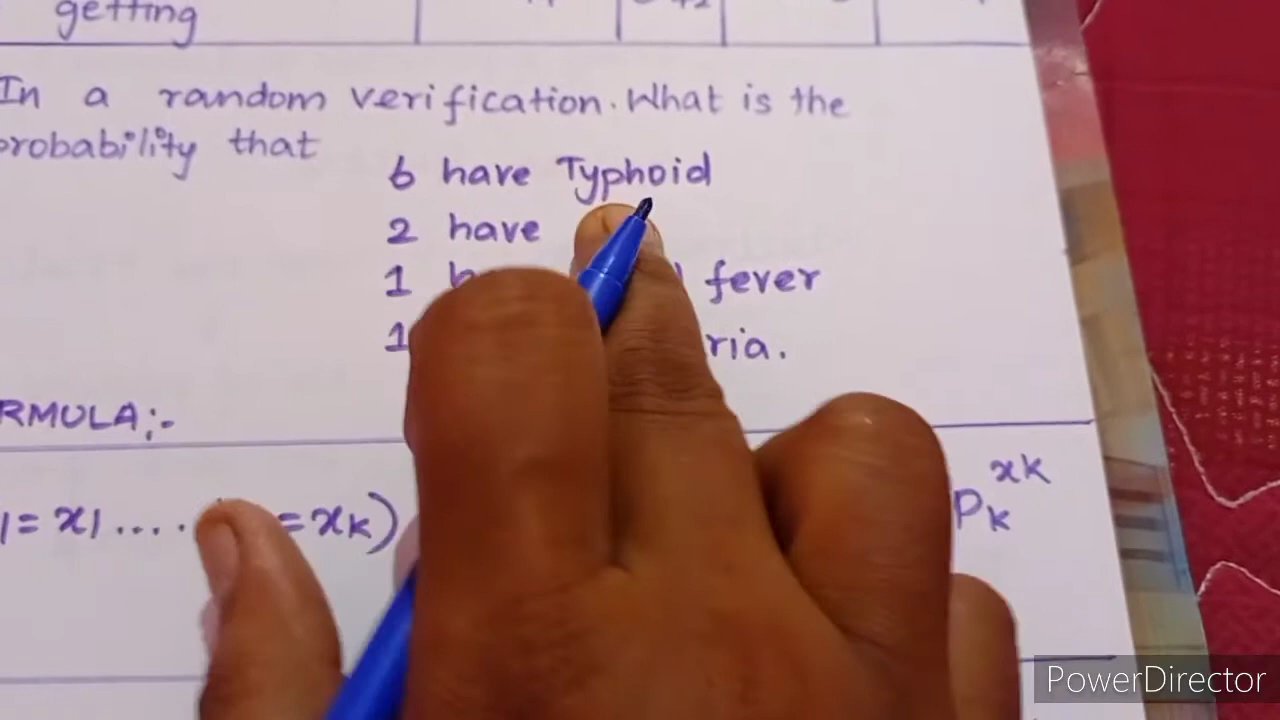 getting
In a random verification. What is the
probability that
6 have Typhoid
2 have
1 fever
1
RMULA;-
1 = x1 .... = xk)
Pk^xk
PowerDirector